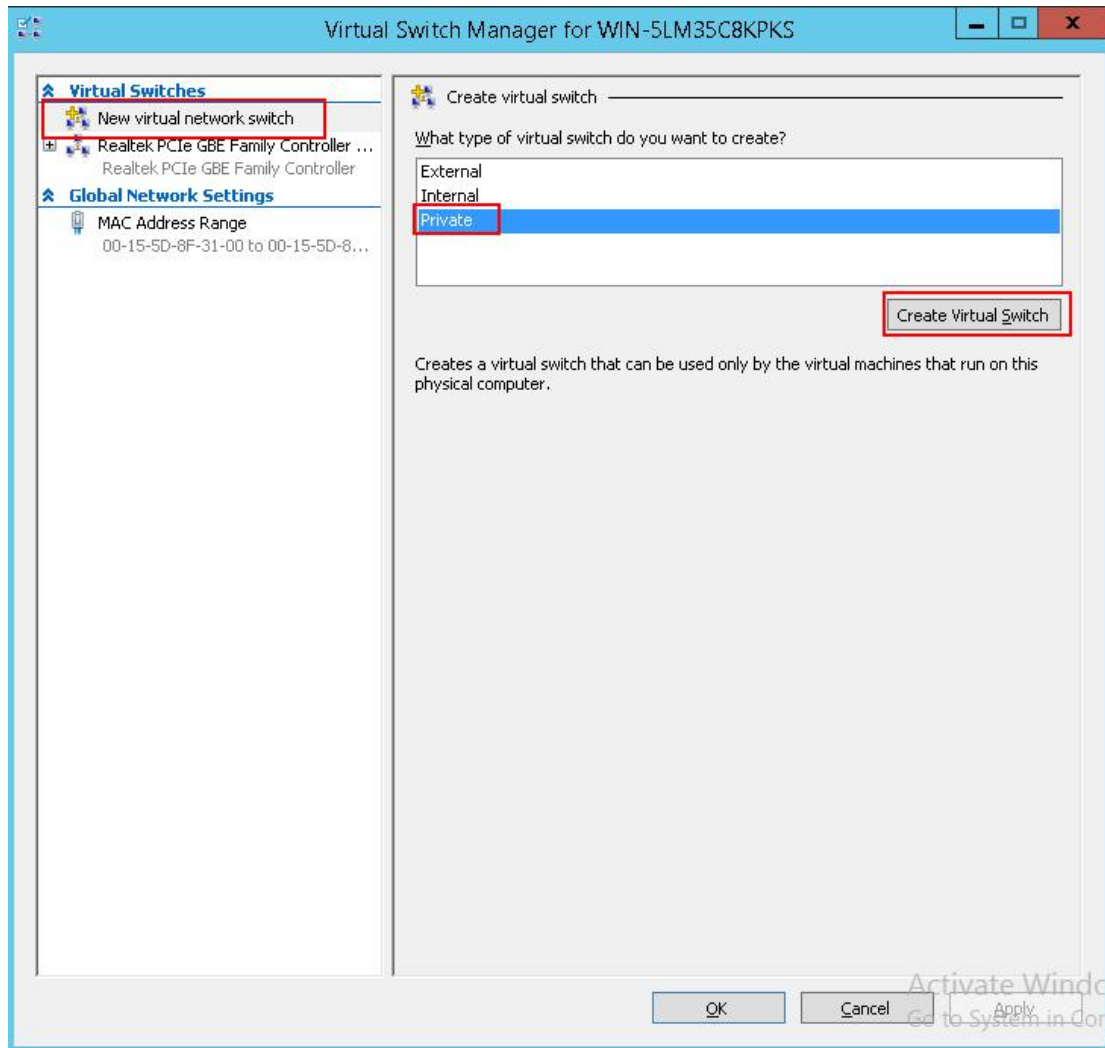 Virtual Switch Manager for WIN-5LM35C8KPKS
Virtual Switches
New virtual network switch
Realtek PCIe GBE Family Controller ...
Realtek PCIe GBE Family Controller
Global Network Settings
MAC Address Range
00-15-5D-8F-31-00 to 00-15-5D-8...
Create virtual switch
What type of virtual switch do you want to create?
External
Internal
Private
Create Virtual Switch
Creates a virtual switch that can be used only by the virtual machines that run on this
physical computer.
OK
Cancel
Apply
Activate Windo
Go to System in Con